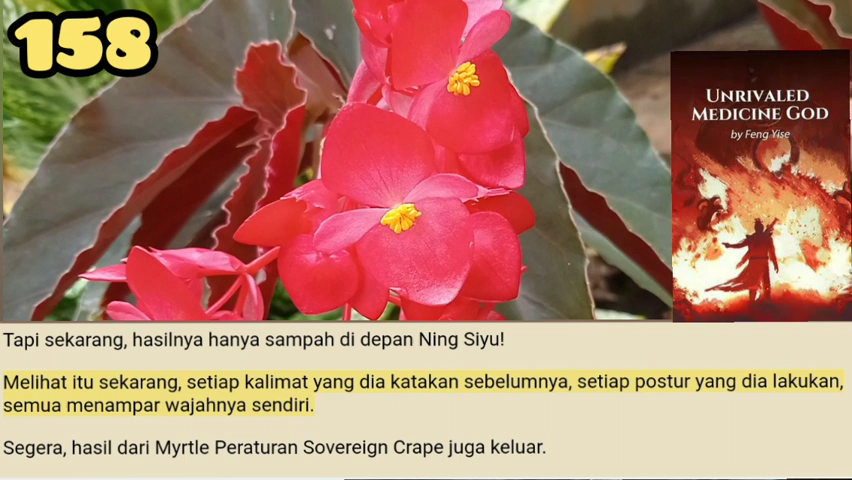 158
UNRIVALED
MEDICINE GOD
by Feng Yise
Tapi sekarang, hasilnya hanya sampah di depan Ning Siyu!
Melihat itu sekarang, setiap kalimat yang dia katakan sebelumnya, setiap postur yang dia lakukan,
semua menampar wajahnya sendiri.
Segera, hasil dari Myrtle Peraturan Sovereign Crape juga keluar.